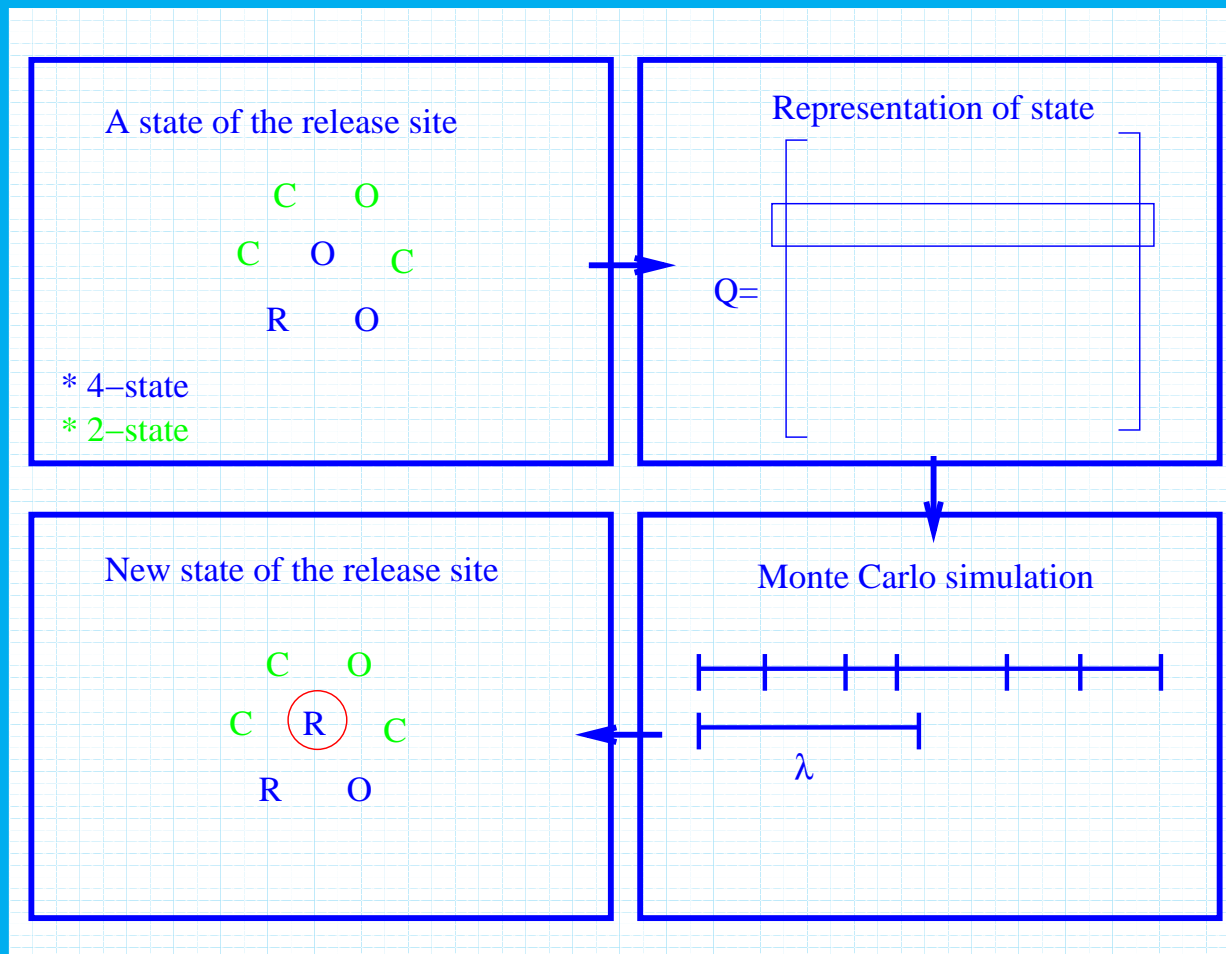 A state of the release site
C O
C O C
R O
* 4−state
* 2−state
Representation of state
Q=
New state of the release site
C O
C R C
R O
Monte Carlo simulation
λ